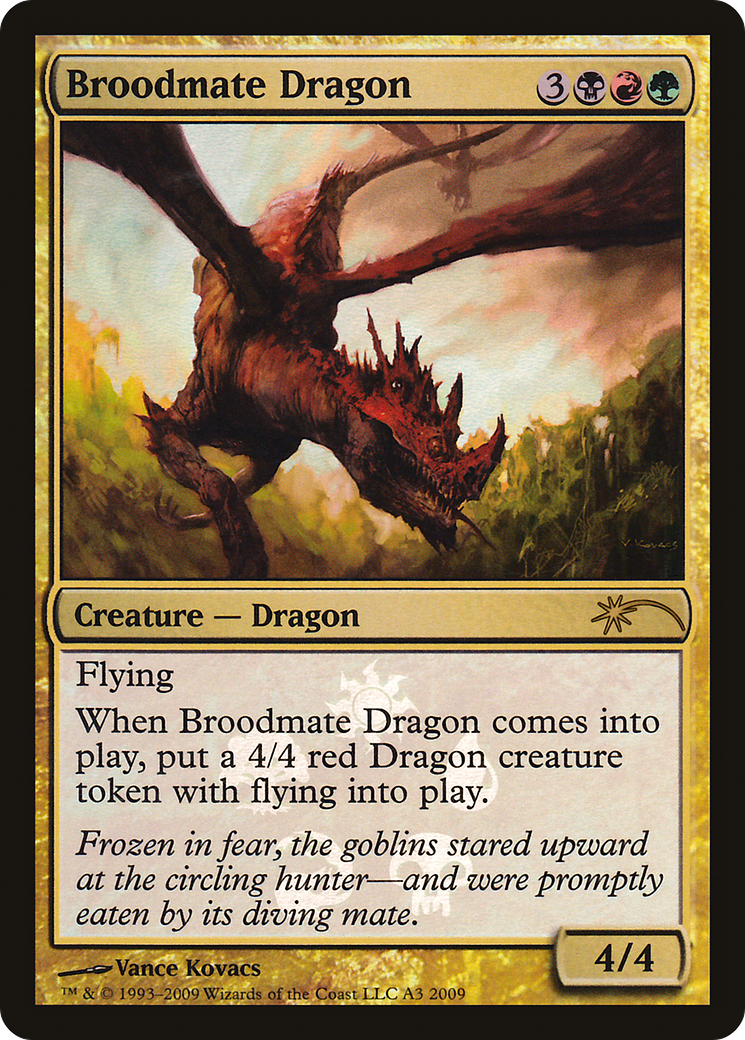 Broodmate Dragon 3
V. Kovacs
Creature — Dragon
Flying
When Broodmate Dragon comes into
play, put a 4/4 red Dragon creature
token with flying into play.
Frozen in fear, the goblins stared upward
at the circling hunter—and were promptly
eaten by its diving mate.
4/4
Vance Kovacs
™ & © 1993–2009 Wizards of the Coast LLC A3 2009